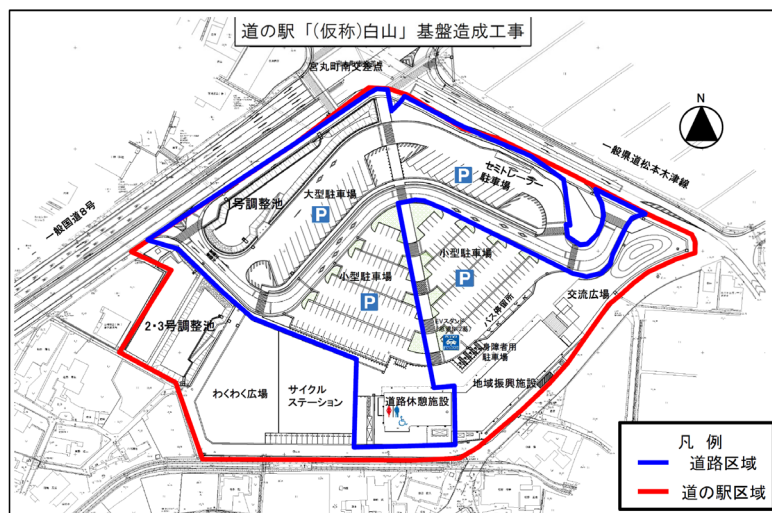 道の駅「(仮称)白山」基盤造成工事
宮丸町南交差点
N
一般県道松本木津線
一般国道8号
セミトレーラー
駐車場
P
大型駐車場
P
1号調整池
小型駐車場
P
小型駐車場
P
交流広場
バス停留所
EVスタンド
2・3号調整池
身障者用
駐車場
地域振興施設
わくわく広場
サイクル
ステーション
道路休憩施設
凡 例
道路区域
道の駅区域